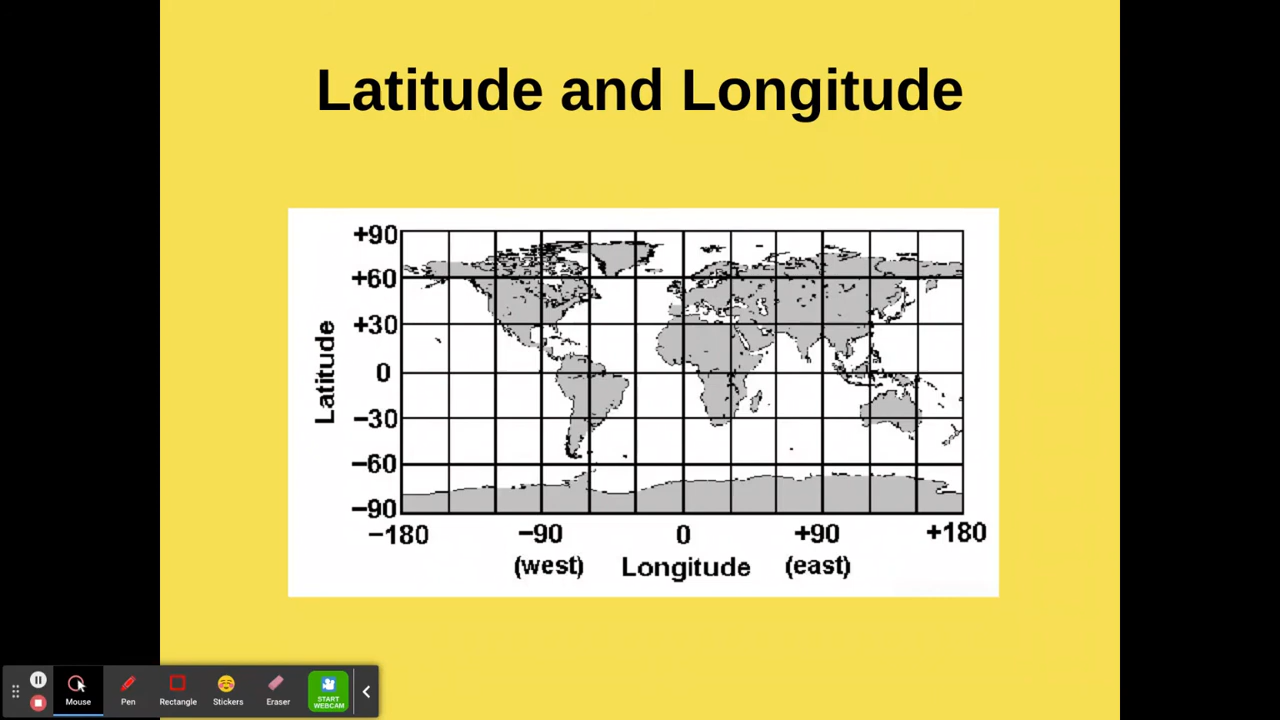 Latitude and Longitude
+90
+60
+30
0
−30
−60
−90
Latitude
−180 −90 0 +90 +180
(west) Longitude (east)
Mouse Pen Rectangle Stickers Eraser START
WEBCAM